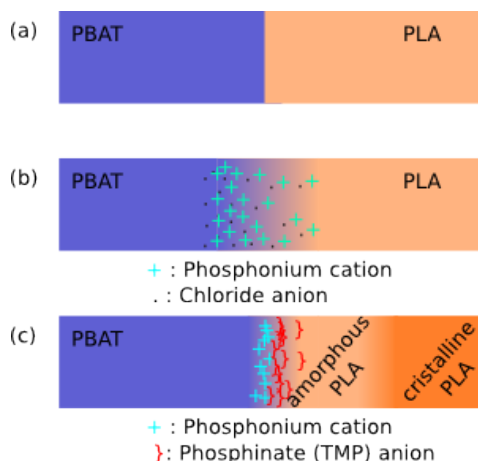 (a) PBAT PLA
(b) PBAT PLA
+ : Phosphonium cation
. : Chloride anion
(c) PBAT amorphous PLA cristalline PLA
+ : Phosphonium cation
}: Phosphinate (TMP) anion